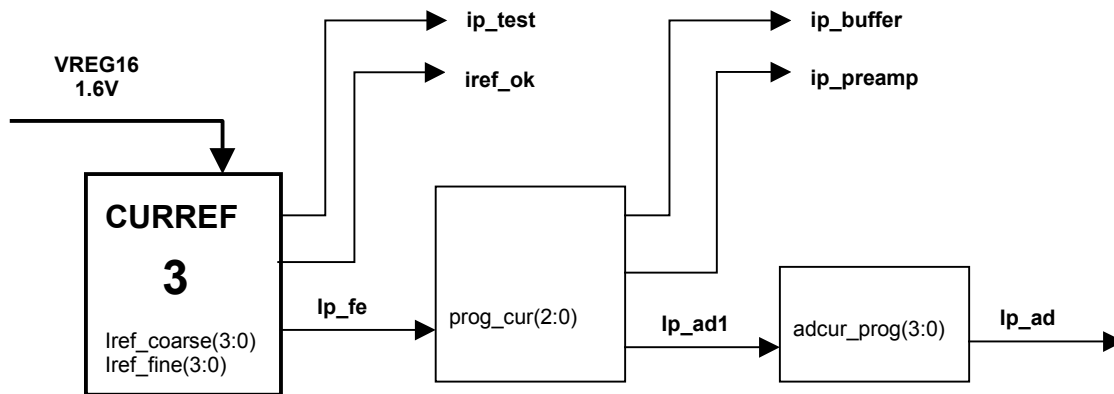 ip_test
ip_buffer
VREG16
1.6V
iref_ok
ip_preamp
CURREF
3
Ip_fe
prog_cur(2:0)
Ip_ad1
adcur_prog(3:0)
Ip_ad
Iref_coarse(3:0)
Iref_fine(3:0)